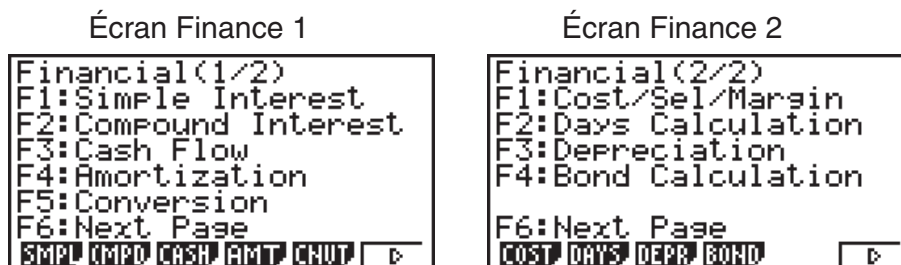 Écran Finance 1
Financial(1/2)
F1:Simple Interest
F2:Compound Interest
F3:Cash Flow
F4:Amortization
F5:Conversion
F6:Next Page
SMPL CMPD CASH AMT CNVT ▷
Écran Finance 2
Financial(2/2)
F1:Cost/Sel/Margin
F2:Days Calculation
F3:Depreciation
F4:Bond Calculation
F6:Next Page
COST DAYS DEPR BOND ▷